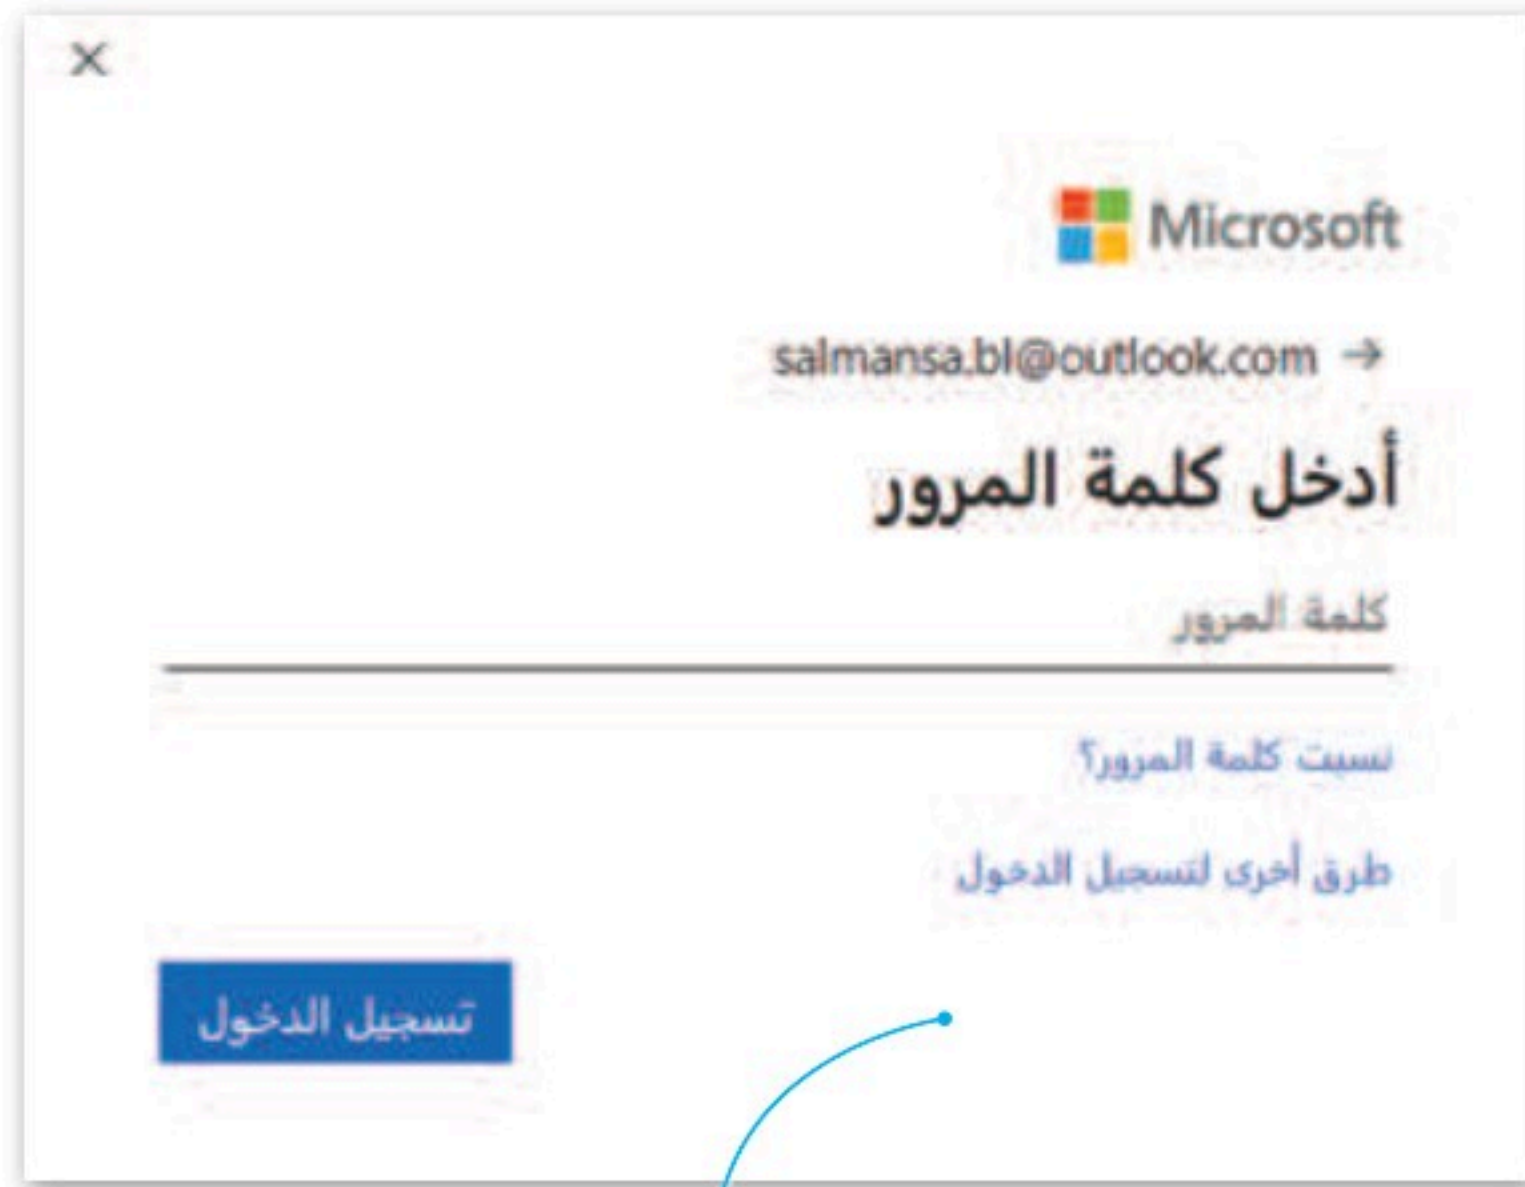 Microsoft
salmansa.bl@outlook.com
أدخل كلمة المرور
كلمة المرور
نسيت كلمة المرور؟
طرق أخرى لتسجيل الدخول
تسجيل الدخول